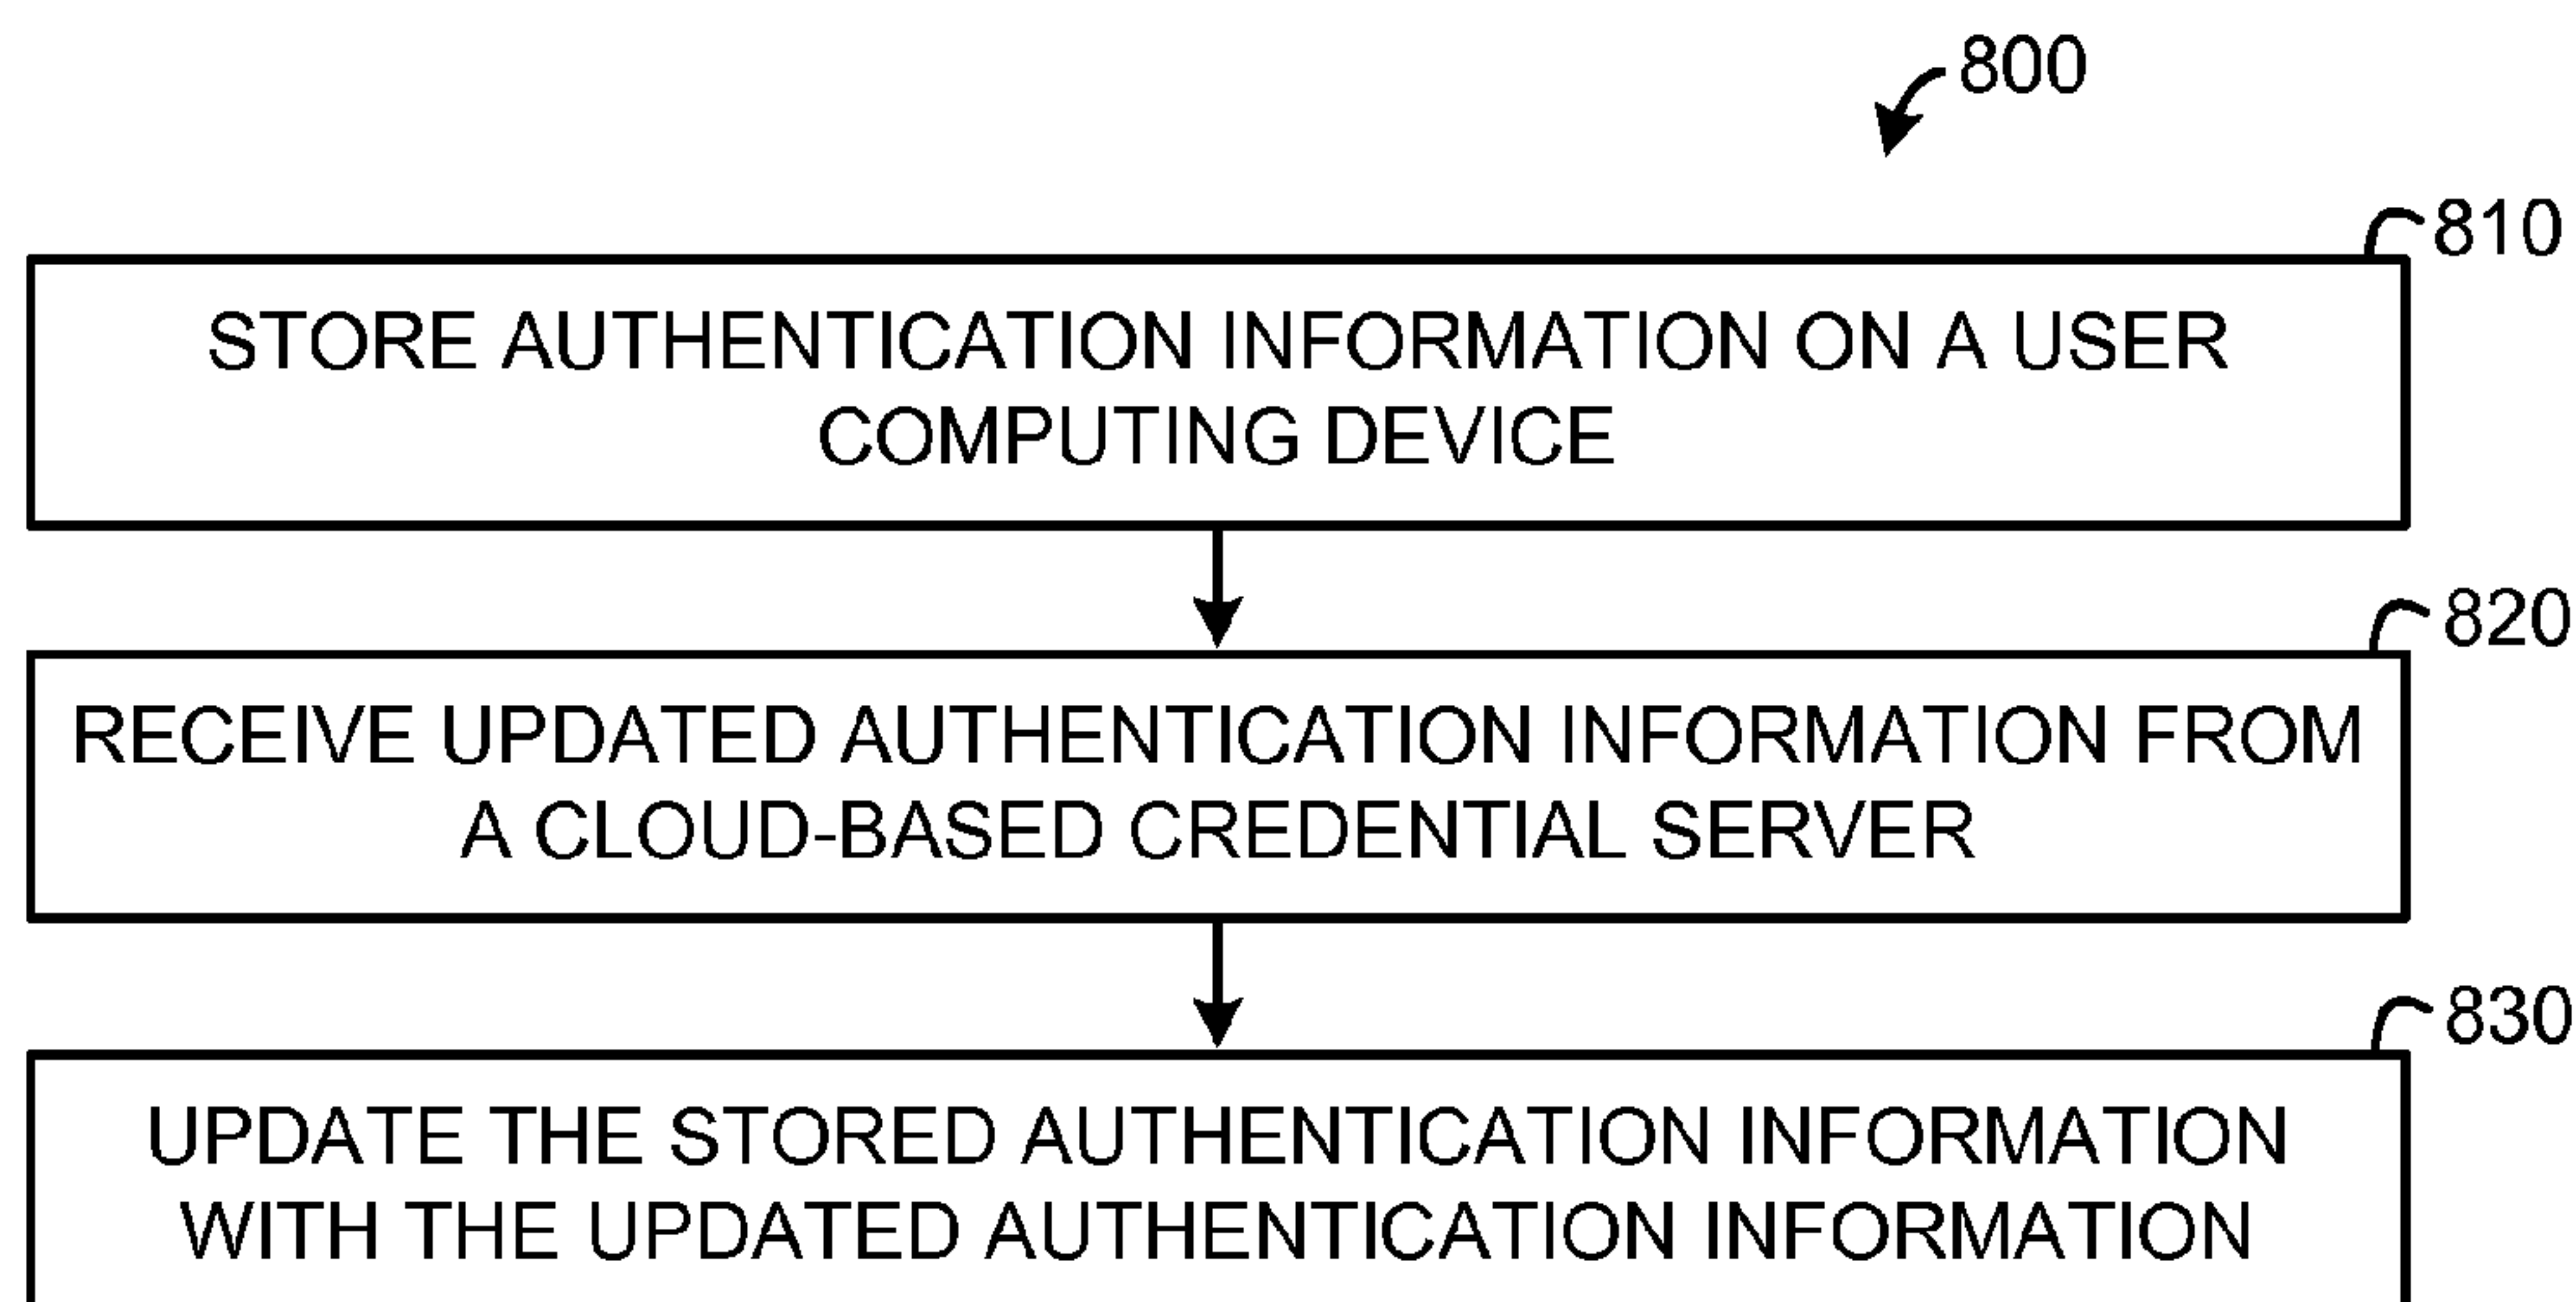 800
810
STORE AUTHENTICATION INFORMATION ON A USER
COMPUTING DEVICE
820
RECEIVE UPDATED AUTHENTICATION INFORMATION FROM
A CLOUD-BASED CREDENTIAL SERVER
830
UPDATE THE STORED AUTHENTICATION INFORMATION
WITH THE UPDATED AUTHENTICATION INFORMATION